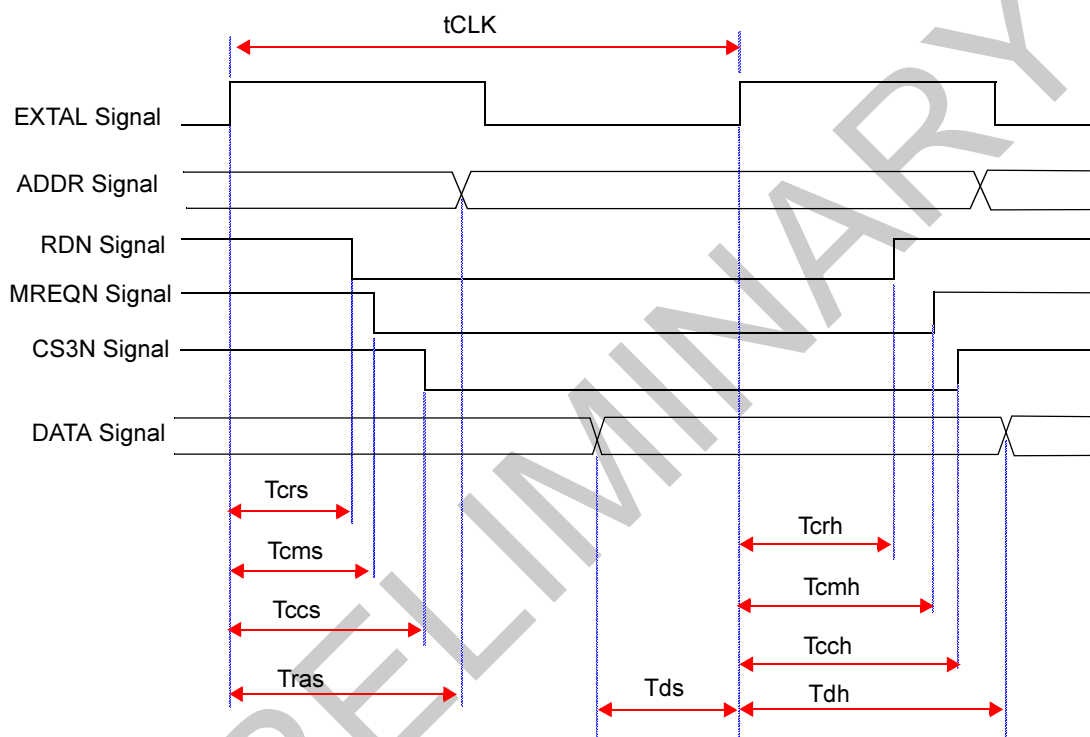 tCLK
EXTAL Signal
ADDR Signal
RDN Signal
MREQN Signal
CS3N Signal
DATA Signal
Tcrs
Tcrh
Tcms
Tcmh
Tccs
Tcch
Tras
Tds
Tdh
RELIMINARY